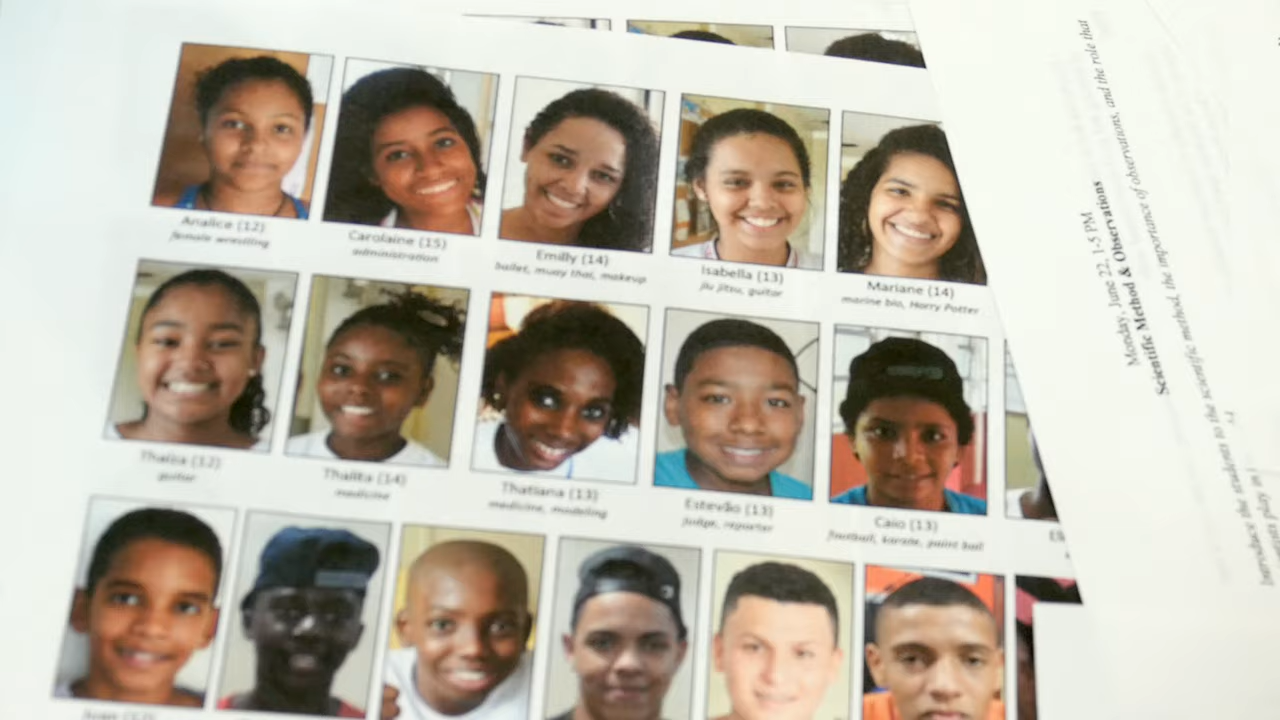 Analice (12)
female wrestling
Carolaine (15)
administration
Emilly (14)
ballet, muay thai, makeup
Isabella (13)
jiu jitsu, guitar
Mariane (14)
marine bio, Harry Potter
guitar
Thalita (14)
medicine
Thatiana (13)
medicine, modeling
Estevão (13)
judge, reporter
Caio (13)
football, karate, paint ball
Monday, June 22, 1-5 PM
Scientific Method & Observations
Introduce the students to the scientific method, the importance of observations, and the role that
play in